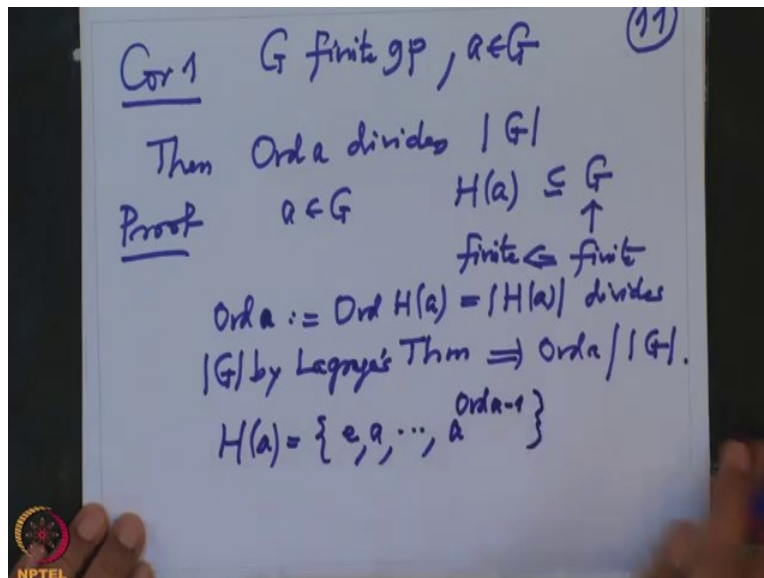 11
Cor 1 G finite gp, a ∈ G
Then Ord a divides |G|
Proof a ∈ G H(a) ⊆ G
↑
finite ⇐ finite
Ord a := Ord H(a) = |H(a)| divides
|G| by Lagrange's Thm ⇒ Ord a / |G|.
H(a) = { e, a, ..., a^{Ord a-1} }
NPTEL